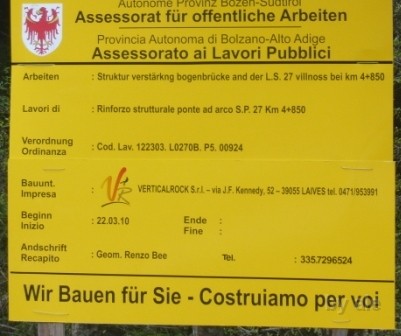 Autonome Provinz Bozen-Südtirol
Assessorat für offentliche Arbeiten
Provincia Autonoma di Bolzano-Alto Adige
Assessorato ai Lavori Pubblici
Arbeiten : Struktur verstärkng bogenbrücke and der L.S. 27 villnoss bei km 4+850
Lavori di : Rinforzo strutturale ponte ad arco S.P. 27 Km 4+850
Verordnung
Ordinanza : Cod. Lav. 122303. L0270B. P5. 00924
Bauunt.
Impresa : VR VERTICALROCK S.r.l. – via J.F. Kennedy, 52 – 39055 LAIVES tel. 0471/953991
Beginn
Inizio : 22.03.10
Ende :
Fine :
Andschrift
Recapito : Geom. Renzo Bee Tel. : 335.7296524
Wir Bauen für Sie - Costruiamo per voi